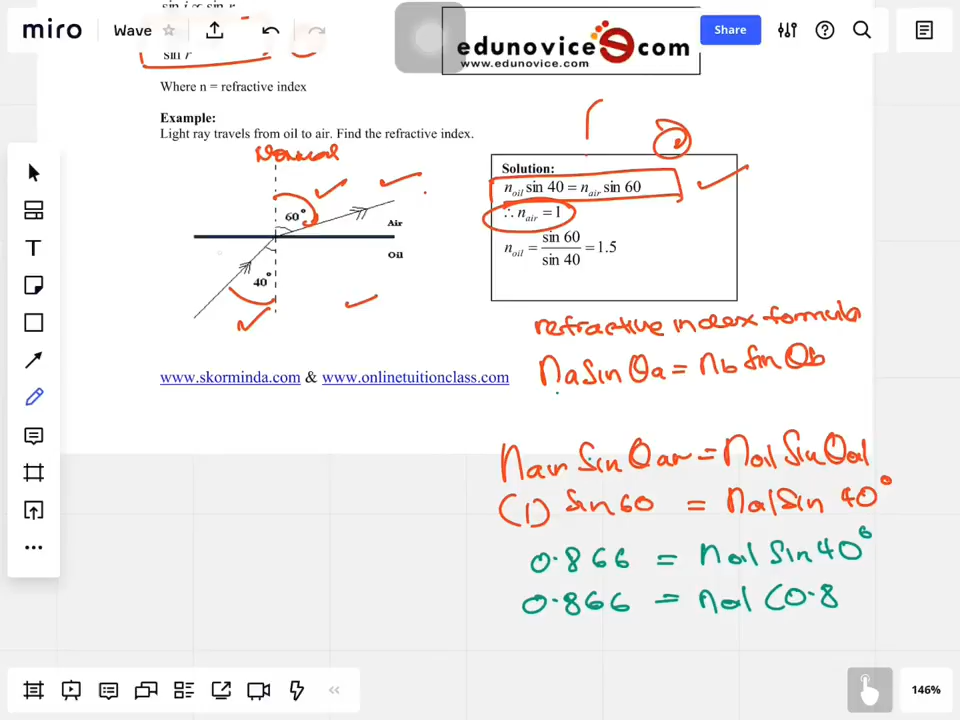 sin i ∝ sin r
miro Wave Share
edunovice e com
www.edunovice.com
sin r
Where n = refractive index
Example:
Light ray travels from oil to air. Find the refractive index.
Normal
60°
Air
Oil
40°
Solution:
n_oil sin 40 = n_air sin 60
∴ n_air = 1
n_oil = sin 60 / sin 40 = 1.5
refractive index formula
na sin θa = nb sin θb
www.skorminda.com & www.onlinetuitionclass.com
nair sin θair = noil sin θoil
(1) sin 60 = noil sin 40°
0.866 = noil sin 40°
0.866 = noil (0.8
T
146%